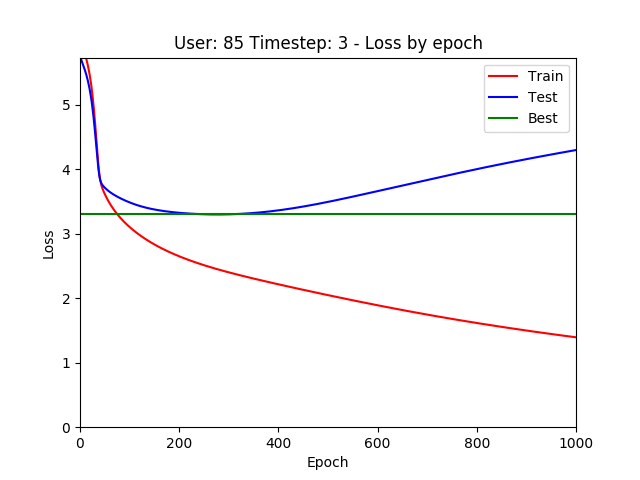 User: 85 Timestep: 3 - Loss by epoch
Train
Test
Best
5
4
3
2
1
0
Loss
0 200 400 600 800 1000
Epoch